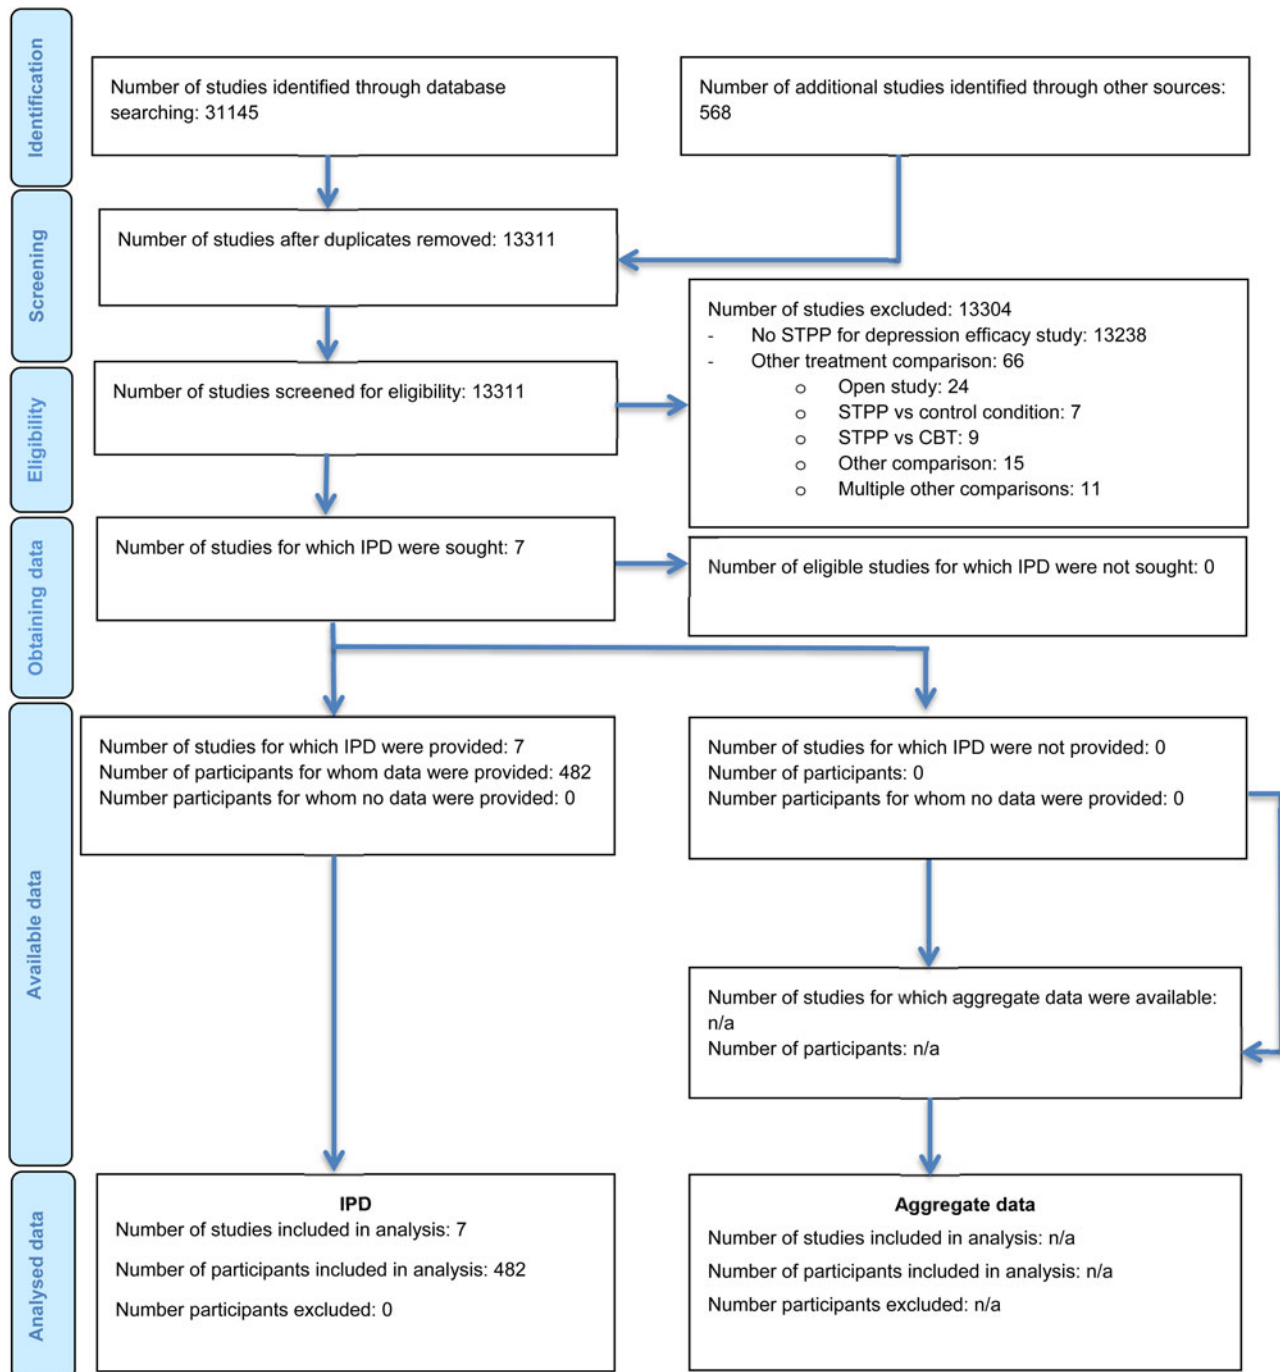 Identification
Number of studies identified through database
searching: 31145
Number of additional studies identified through other sources:
568
Screening
Number of studies after duplicates removed: 13311
Number of studies excluded: 13304
- No STPP for depression efficacy study: 13238
- Other treatment comparison: 66
o Open study: 24
o STPP vs control condition: 7
o STPP vs CBT: 9
o Other comparison: 15
o Multiple other comparisons: 11
Eligibility
Number of studies screened for eligibility: 13311
Obtaining data
Number of studies for which IPD were sought: 7
Number of eligible studies for which IPD were not sought: 0
Available data
Number of studies for which IPD were provided: 7
Number of participants for whom data were provided: 482
Number participants for whom no data were provided: 0
Number of studies for which IPD were not provided: 0
Number of participants: 0
Number participants for whom no data were provided: 0
Number of studies for which aggregate data were available:
n/a
Number of participants: n/a
Analysed data
IPD
Number of studies included in analysis: 7
Number of participants included in analysis: 482
Number participants excluded: 0
Aggregate data
Number of studies included in analysis: n/a
Number of participants included in analysis: n/a
Number participants excluded: n/a